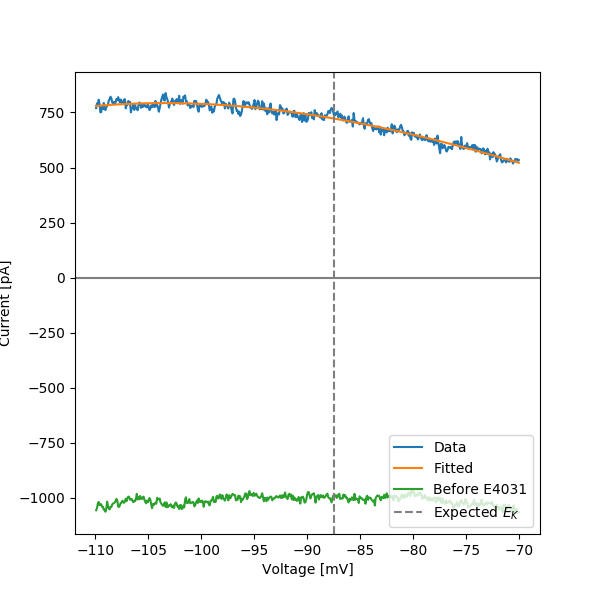 750
500
250
0
−250
−500
−750
−1000
Current [pA]
−110 −105 −100 −95 −90 −85 −80 −75 −70
Voltage [mV]
Data
Fitted
Before E4031
Expected $E_K$